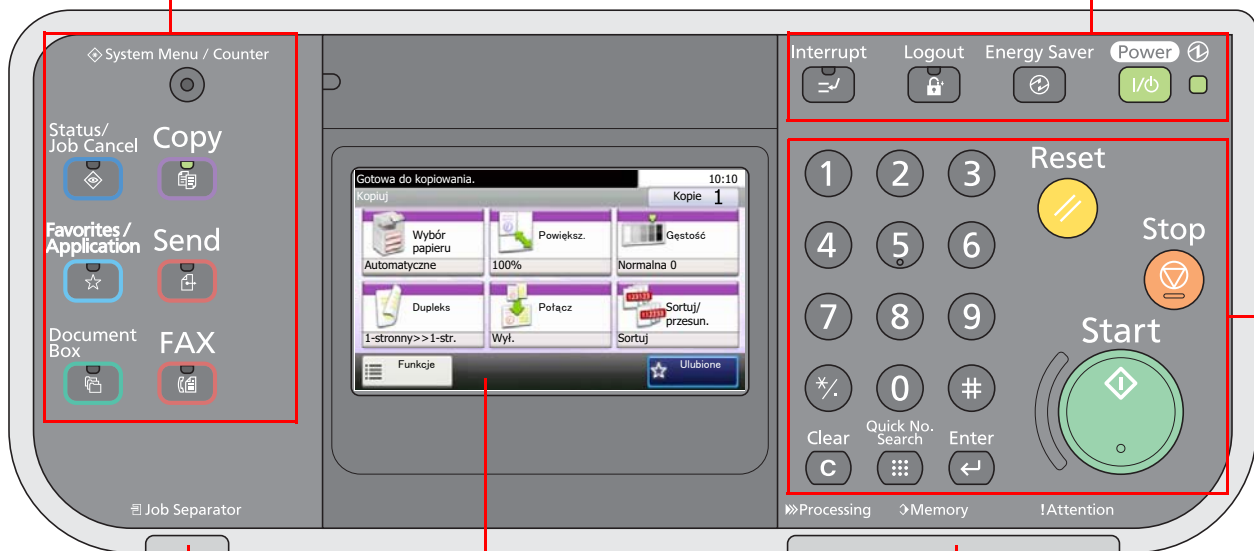 System Menu / Counter
Status/
Job Cancel
Copy
Favorites /
Application
Send
Document
Box
FAX
Job Separator
Gotowa do kopiowania.
10:10
Kopiuj
Kopie 1
Wybór
papieru
Automatyczne
Powiększ.
100%
Gęstość
Normalna 0
Dupleks
1-stronny>>1-str.
Połącz
Wył.
123123
112233
Sortuj/
przesun.
Sortuj
Funkcje
Ulubione
Interrupt
Logout
Energy Saver
Power
1
2
3
Reset
4
5
6
Stop
7
8
9
Start
*/.
0
#
Clear
Quick No.
Search
Enter
C
Processing
Memory
!Attention